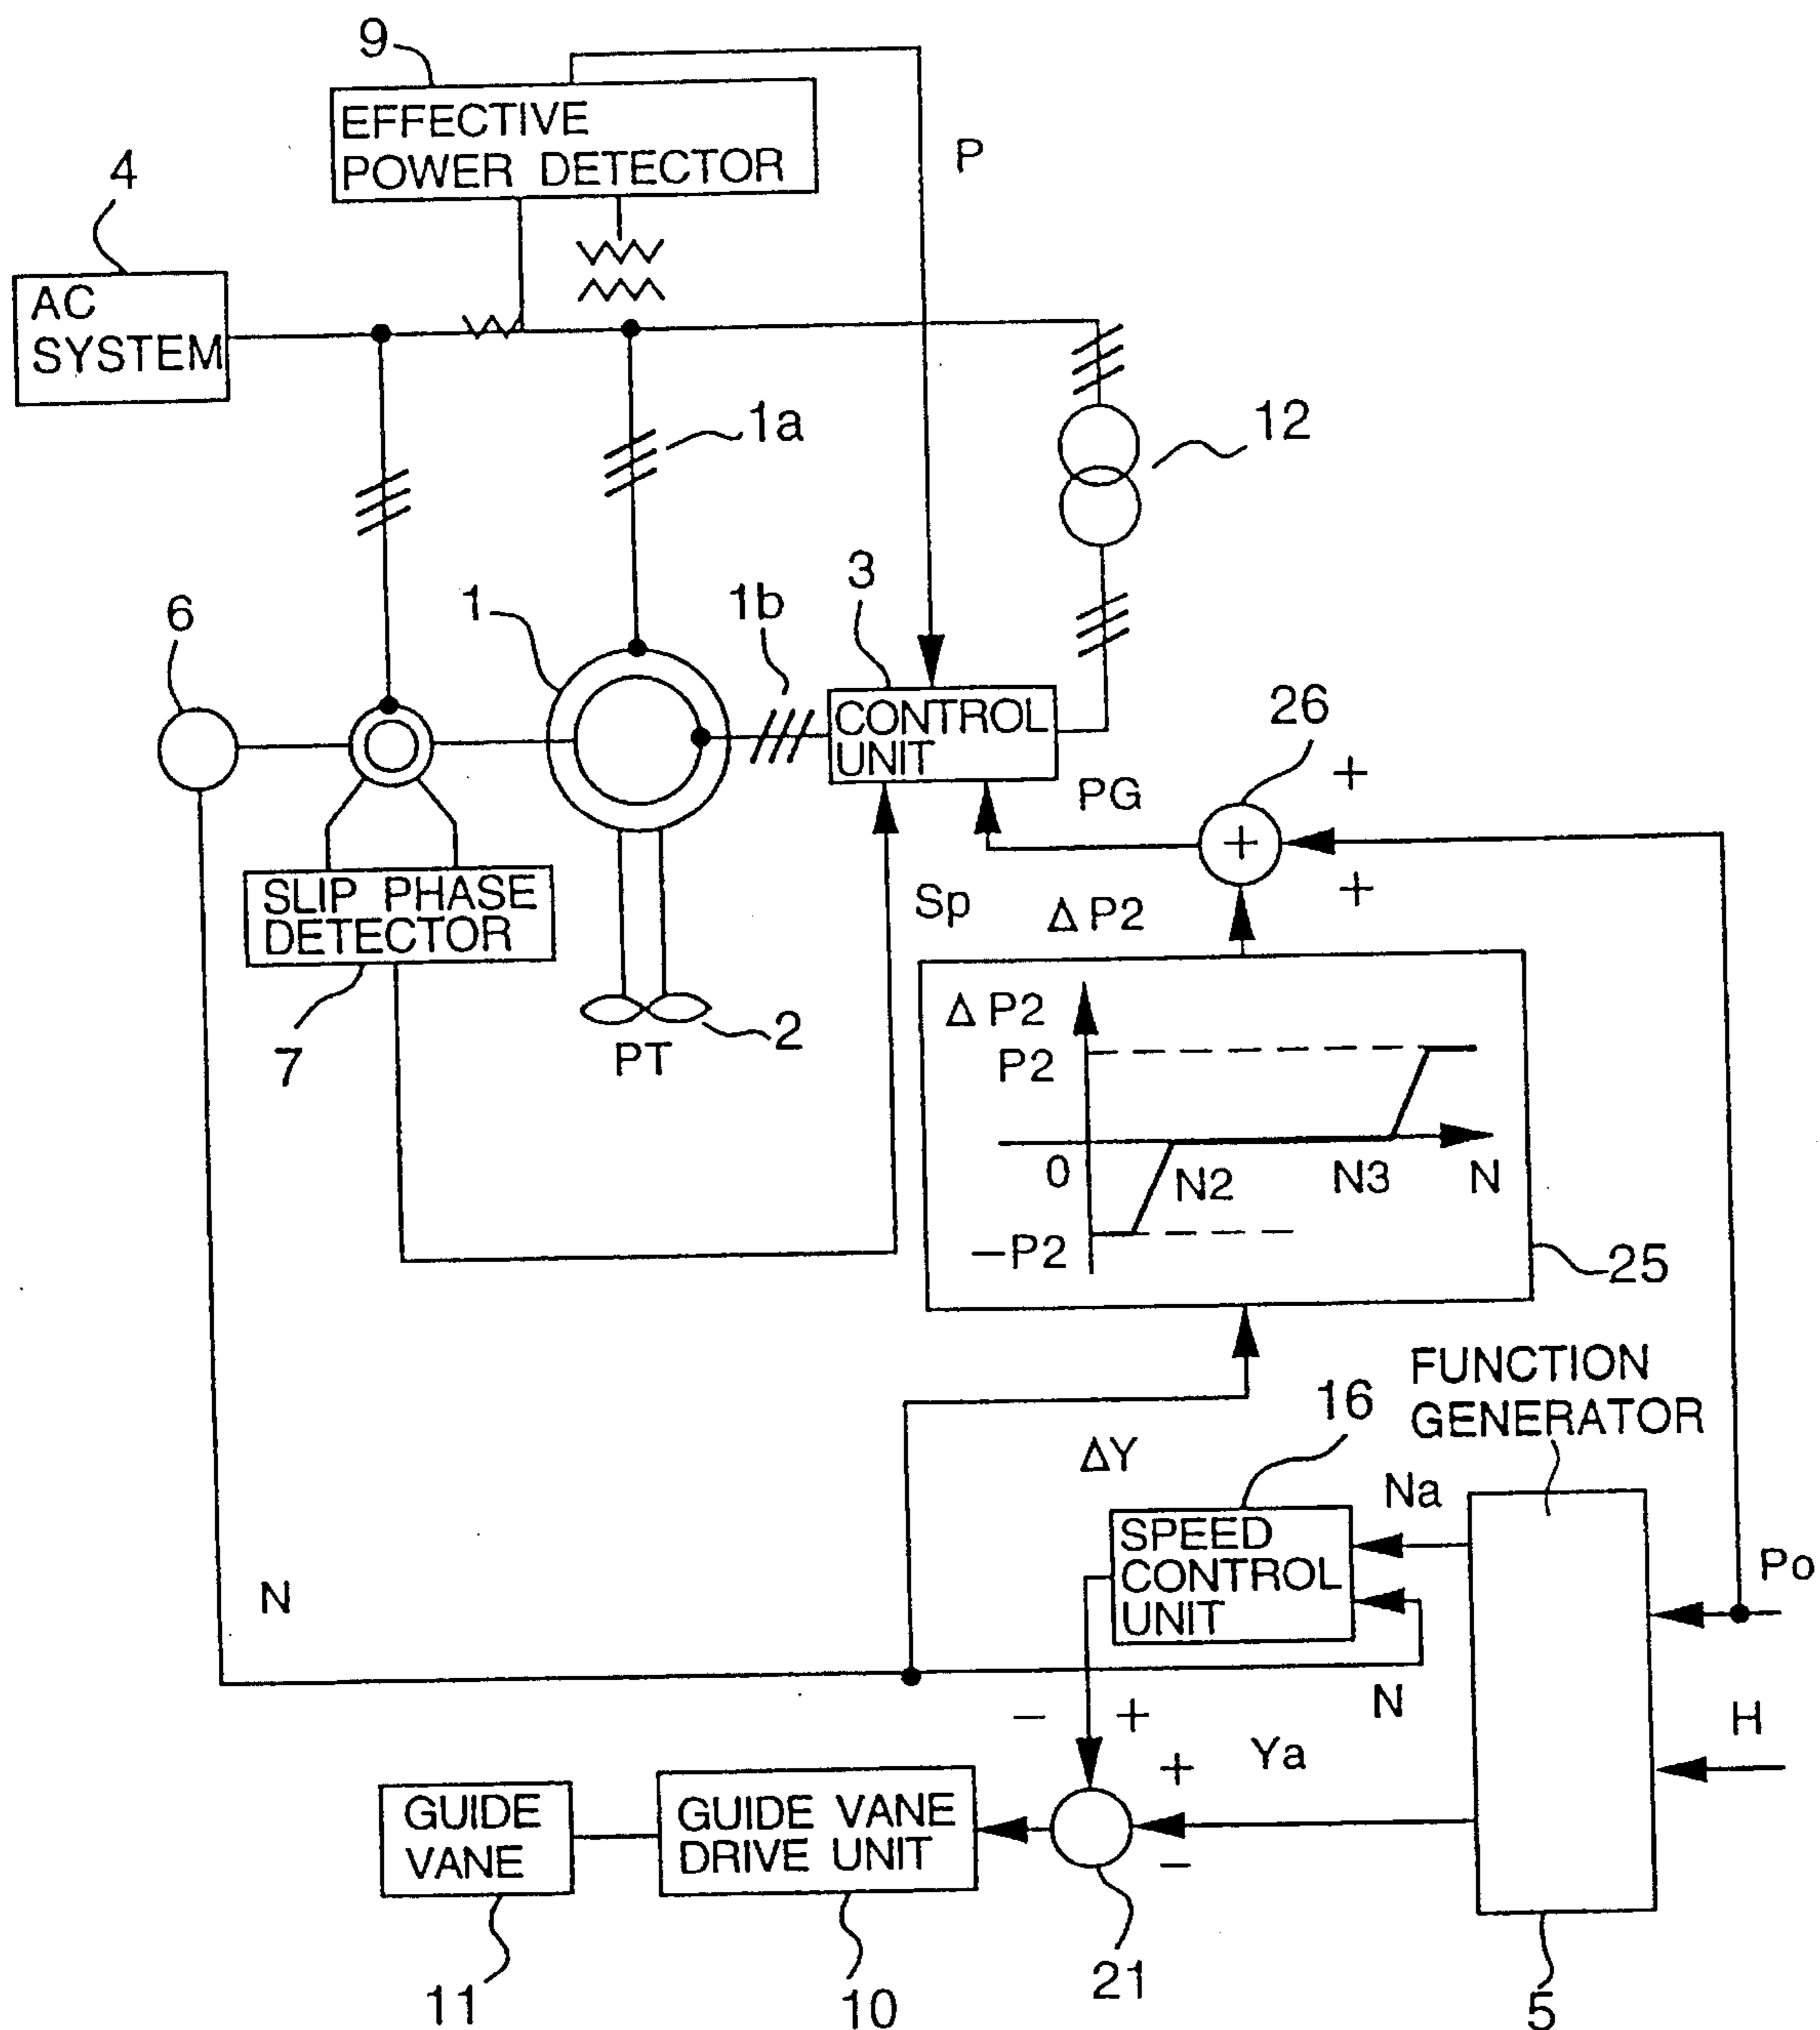 9
EFFECTIVE
POWER DETECTOR
P
4
AC
SYSTEM
1a
12
6
1
1b
3
CONTROL
UNIT
26
+
PG
+
+
SLIP PHASE
DETECTOR
Sp
Δ P2
7
PT
2
Δ P2
P2
0
N2
N3
N
−P2
25
FUNCTION
GENERATOR
16
ΔY
Na
SPEED
CONTROL
UNIT
Po
N
N
−
+
H
+
Ya
−
GUIDE
VANE
GUIDE VANE
DRIVE UNIT
11
10
21
5